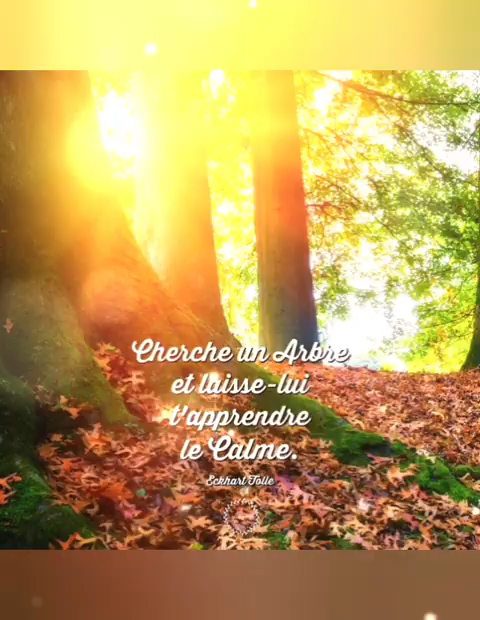 Cherche un Arbre
et laisse-lui
t'apprendre
le Calme.
Eckhart Tolle